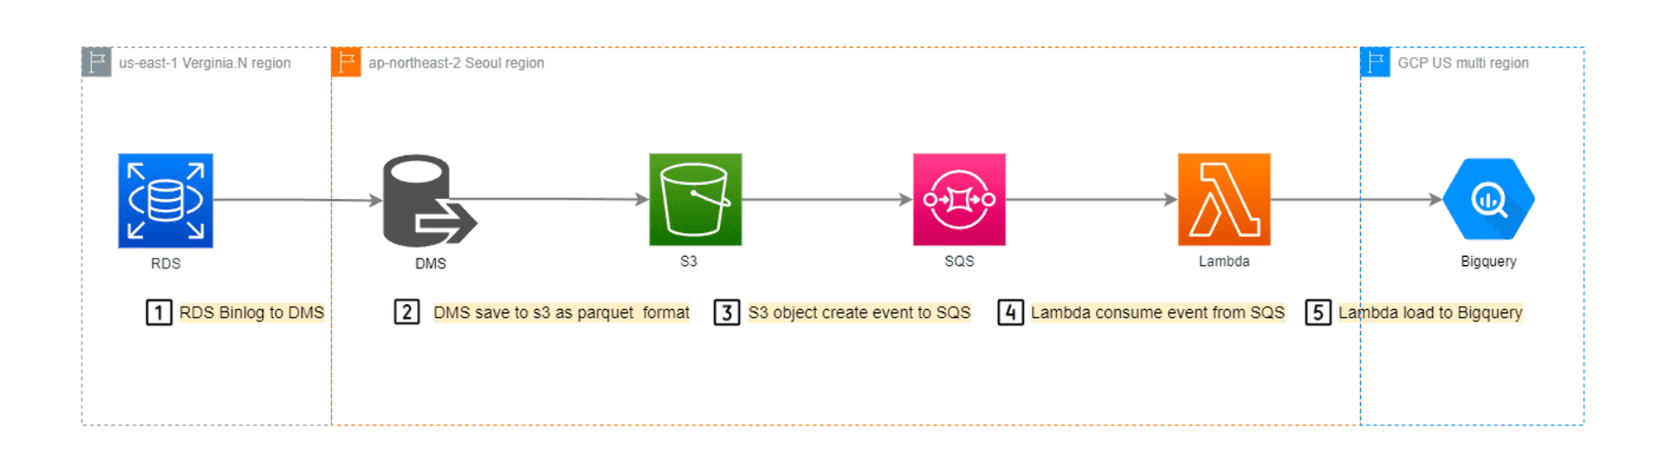 us-east-1 Verginia.N region
ap-northeast-2 Seoul region
GCP US multi region
RDS
DMS
S3
SQS
Lambda
Bigquery
1 RDS Binlog to DMS
2 DMS save to s3 as parquet format
3 S3 object create event to SQS
4 Lambda consume event from SQS
5 Lambda load to Bigquery